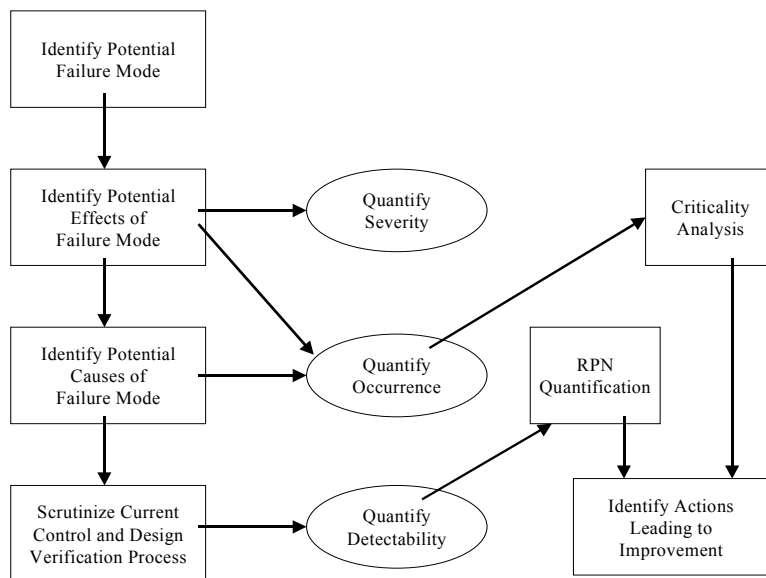 Identify Potential
Failure Mode
Identify Potential
Effects of
Failure Mode
Quantify
Severity
Criticality
Analysis
Identify Potential
Causes of
Failure Mode
Quantify
Occurrence
RPN
Quantification
Scrutinize Current
Control and Design
Verification Process
Quantify
Detectability
Identify Actions
Leading to
Improvement